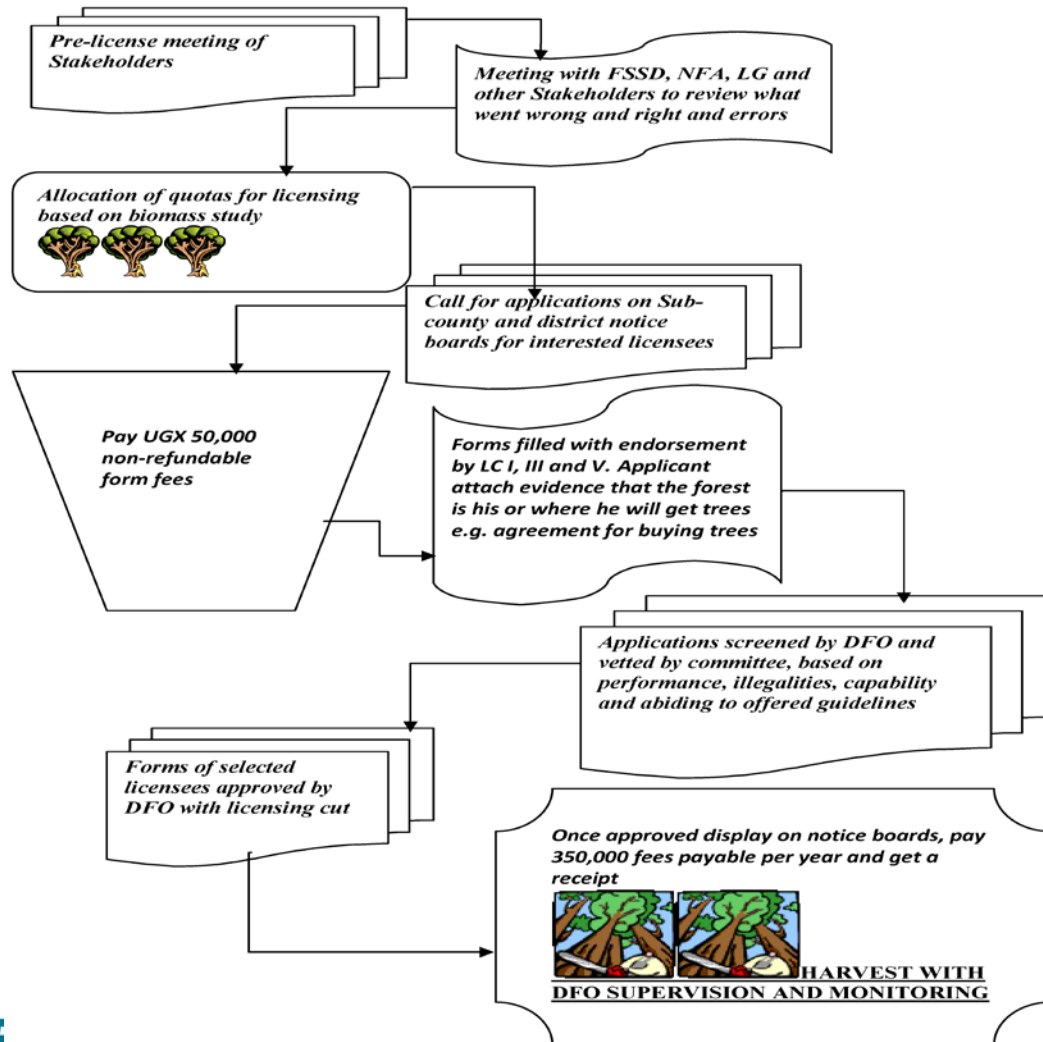 Pre-license meeting of
Stakeholders
Meeting with FSSD, NFA, LG and
other Stakeholders to review what
went wrong and right and errors
Allocation of quotas for licensing
based on biomass study
Call for applications on Sub-
county and district notice
boards for interested licensees
Pay UGX 50,000
non-refundable
form fees
Forms filled with endorsement
by LC I, III and V. Applicant
attach evidence that the forest
is his or where he will get trees
e.g. agreement for buying trees
Applications screened by DFO and
vetted by committee, based on
performance, illegalities, capability
and abiding to offered guidelines
Forms of selected
licensees approved by
DFO with licensing cut
Once approved display on notice boards, pay
350,000 fees payable per year and get a
receipt
HARVEST WITH
DFO SUPERVISION AND MONITORING